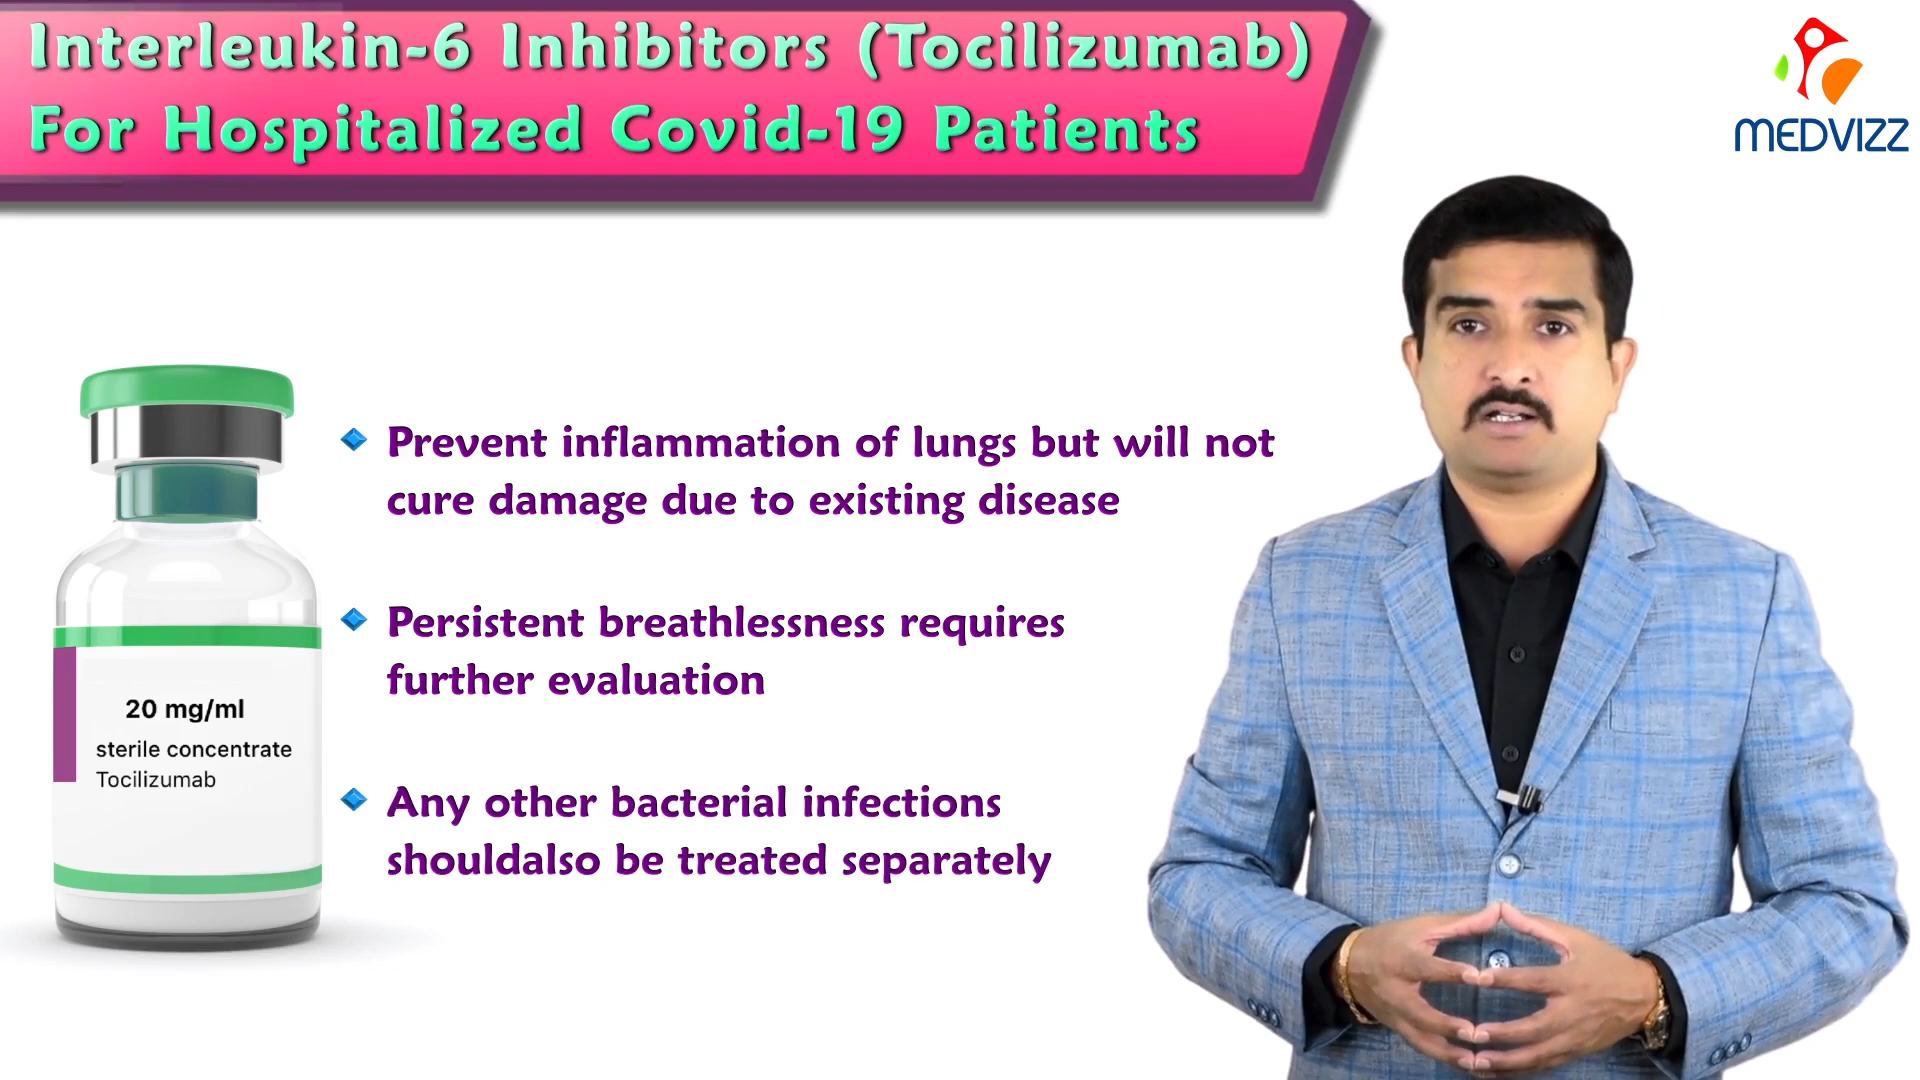 Interleukin-6 Inhibitors (Tocilizumab)
For Hospitalized Covid-19 Patients
MEDVIZZ
Prevent inflammation of lungs but will not
cure damage due to existing disease
Persistent breathlessness requires
further evaluation
Any other bacterial infections
shouldalso be treated separately
20 mg/ml
sterile concentrate
Tocilizumab